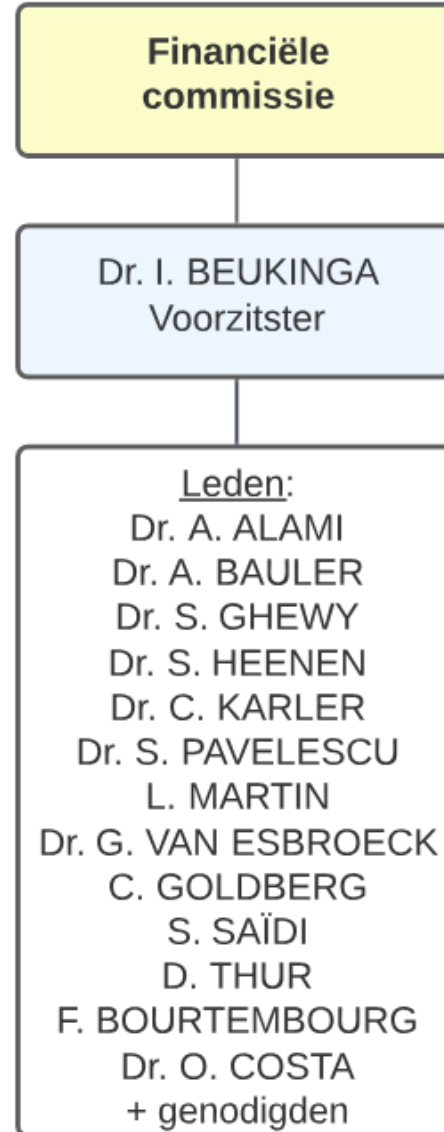 Financiële
commissie
Dr. I. BEUKINGA
Voorzitster
Leden:
Dr. A. ALAMI
Dr. A. BAULER
Dr. S. GHEWY
Dr. S. HEENEN
Dr. C. KARLER
Dr. S. PAVELESCU
L. MARTIN
Dr. G. VAN ESBROECK
C. GOLDBERG
S. SAÏDI
D. THUR
F. BOURTEMBOURG
Dr. O. COSTA
+ genodigden